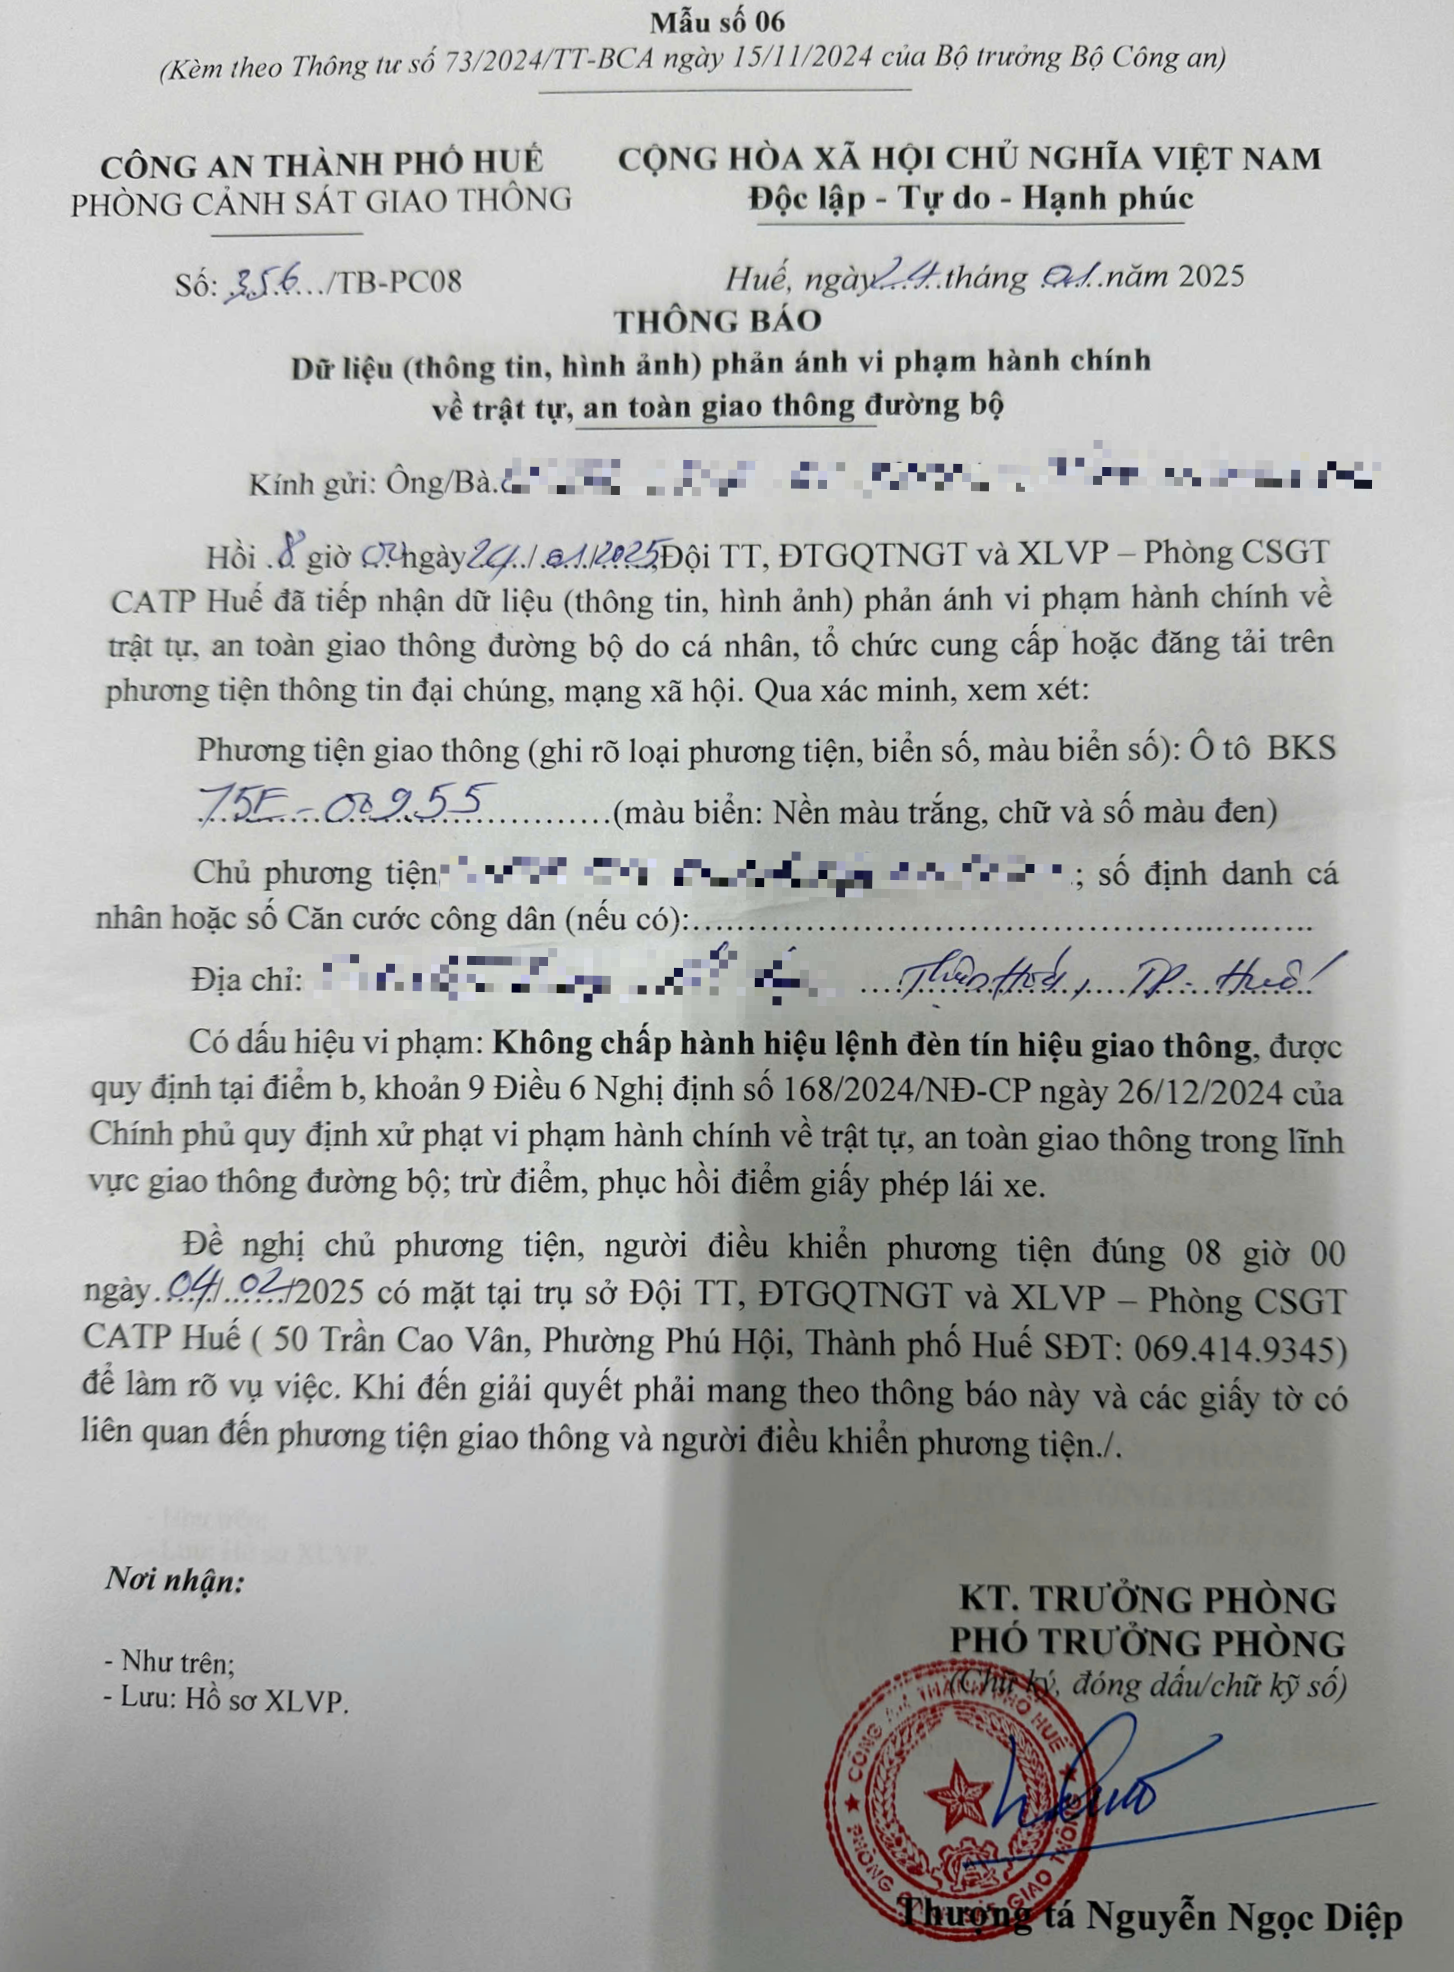 Mẫu số 06
(Kèm theo Thông tư số 73/2024/TT-BCA ngày 15/11/2024 của Bộ trưởng Bộ Công an)
CÔNG AN THÀNH PHỐ HUẾ
PHÒNG CẢNH SÁT GIAO THÔNG
CỘNG HÒA XÃ HỘI CHỦ NGHĨA VIỆT NAM
Độc lập - Tự do - Hạnh phúc
Số: 356.../TB-PC08
Huế, ngày 24 tháng 01 năm 2025
THÔNG BÁO
Dữ liệu (thông tin, hình ảnh) phản ánh vi phạm hành chính
về trật tự, an toàn giao thông đường bộ
Kính gửi: Ông/Bà
Hồi 8 giờ ngày 24/01/2025, Đội TT, ĐTGQTNGT và XLVP – Phòng CSGT
CATP Huế đã tiếp nhận dữ liệu (thông tin, hình ảnh) phản ánh vi phạm hành chính về
trật tự, an toàn giao thông đường bộ do cá nhân, tổ chức cung cấp hoặc đăng tải trên
phương tiện thông tin đại chúng, mạng xã hội. Qua xác minh, xem xét:
Phương tiện giao thông (ghi rõ loại phương tiện, biển số, màu biển số): Ô tô BKS
(màu biển: Nền màu trắng, chữ và số màu đen)
Chủ phương tiện ; số định danh cá
nhân hoặc số Căn cước công dân (nếu có):
Địa chỉ: Thuận Hoá, TP. Huế
Có dấu hiệu vi phạm: Không chấp hành hiệu lệnh đèn tín hiệu giao thông, được
quy định tại điểm b, khoản 9 Điều 6 Nghị định số 168/2024/NĐ-CP ngày 26/12/2024 của
Chính phủ quy định xử phạt vi phạm hành chính về trật tự, an toàn giao thông trong lĩnh
vực giao thông đường bộ; trừ điểm, phục hồi điểm giấy phép lái xe.
Đề nghị chủ phương tiện, người điều khiển phương tiện đúng 08 giờ 00
ngày 04/02/2025 có mặt tại trụ sở Đội TT, ĐTGQTNGT và XLVP – Phòng CSGT
CATP Huế ( 50 Trần Cao Vân, Phường Phú Hội, Thành phố Huế SĐT: 069.414.9345)
để làm rõ vụ việc. Khi đến giải quyết phải mang theo thông báo này và các giấy tờ có
liên quan đến phương tiện giao thông và người điều khiển phương tiện./.
Nơi nhận:
- Như trên;
- Lưu: Hồ sơ XLVP.
KT. TRƯỞNG PHÒNG
PHÓ TRƯỞNG PHÒNG
(Chữ ký, đóng dấu/chữ ký số)
CÔNG AN THÀNH PHỐ HUẾ
PHÒNG CẢNH SÁT GIAO THÔNG
Thượng tá Nguyễn Ngọc Diệp